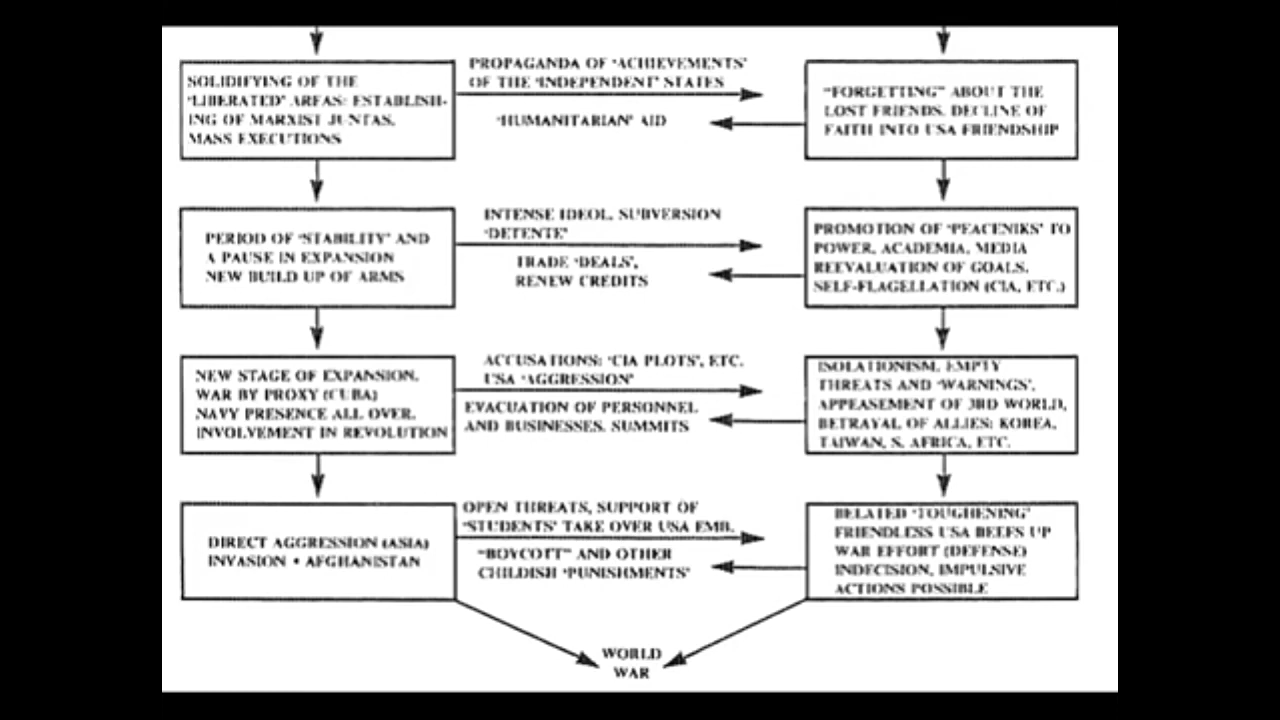 SOLIDIFYING OF THE
'LIBERATED' AREAS: ESTABLISH-
ING OF MARXIST JUNTAS.
MASS EXECUTIONS
PROPAGANDA OF 'ACHIEVEMENTS'
OF THE 'INDEPENDENT' STATES
'HUMANITARIAN' AID
"FORGETTING" ABOUT THE
LOST FRIENDS. DECLINE OF
FAITH INTO USA FRIENDSHIP
PERIOD OF 'STABILITY' AND
A PAUSE IN EXPANSION
NEW BUILD UP OF ARMS
INTENSE IDEOL. SUBVERSION
'DETENTE'
TRADE 'DEALS',
RENEW CREDITS
PROMOTION OF 'PEACENIKS' TO
POWER, ACADEMIA, MEDIA
REEVALUATION OF GOALS.
SELF-FLAGELLATION (CIA, ETC.)
NEW STAGE OF EXPANSION.
WAR BY PROXY (CUBA)
NAVY PRESENCE ALL OVER.
INVOLVEMENT IN REVOLUTION
ACCUSATIONS: 'CIA PLOTS', ETC.
USA 'AGGRESSION'
EVACUATION OF PERSONNEL
AND BUSINESSES. SUMMITS
ISOLATIONISM, EMPTY
THREATS AND 'WARNINGS'.
APPEASEMENT OF 3RD WORLD,
BETRAYAL OF ALLIES: KOREA,
TAIWAN, S. AFRICA, ETC.
DIRECT AGGRESSION (ASIA)
INVASION • AFGHANISTAN
OPEN THREATS, SUPPORT OF
'STUDENTS' TAKE OVER USA EMB.
"BOYCOTT" AND OTHER
CHILDISH 'PUNISHMENTS'
BELATED 'TOUGHENING'
FRIENDLESS USA BEEFS UP
WAR EFFORT (DEFENSE)
INDECISION, IMPULSIVE
ACTIONS POSSIBLE
WORLD
WAR